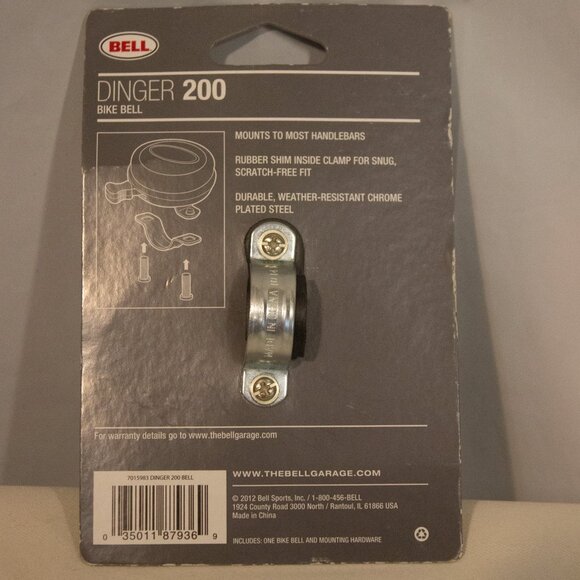 BELL
DINGER 200
BIKE BELL
MOUNTS TO MOST HANDLEBARS
RUBBER SHIM INSIDE CLAMP FOR SNUG,
SCRATCH-FREE FIT
DURABLE, WEATHER-RESISTANT CHROME
PLATED STEEL
MADE IN
For warranty details go to www.thebellgarage.com
7015983 DINGER 200 BELL
0 35011 87936 9
WWW.THEBELLGARAGE.COM
© 2012 Bell Sports, Inc. / 1-800-456-BELL
1924 County Road 3000 North / Rantoul, IL 61866 USA
Made in China
INCLUDES: ONE BIKE BELL AND MOUNTING HARDWARE